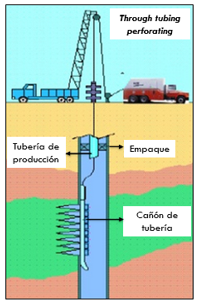 Through tubing
perforating
Tubería de
producción
Empaque
Cañón de
tubería